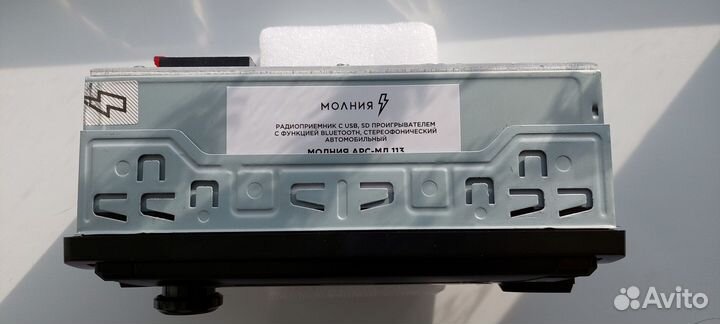 МОЛНИЯ
РАДИОПРИЕМНИК С USB, SD ПРОИГРЫВАТЕЛЕМ
С ФУНКЦИЕЙ BLUETOOTH, СТЕРЕОФОНИЧЕСКИЙ
АВТОМОБИЛЬНЫЙ
МОЛНИЯ АРС-МЛ 113
Avito